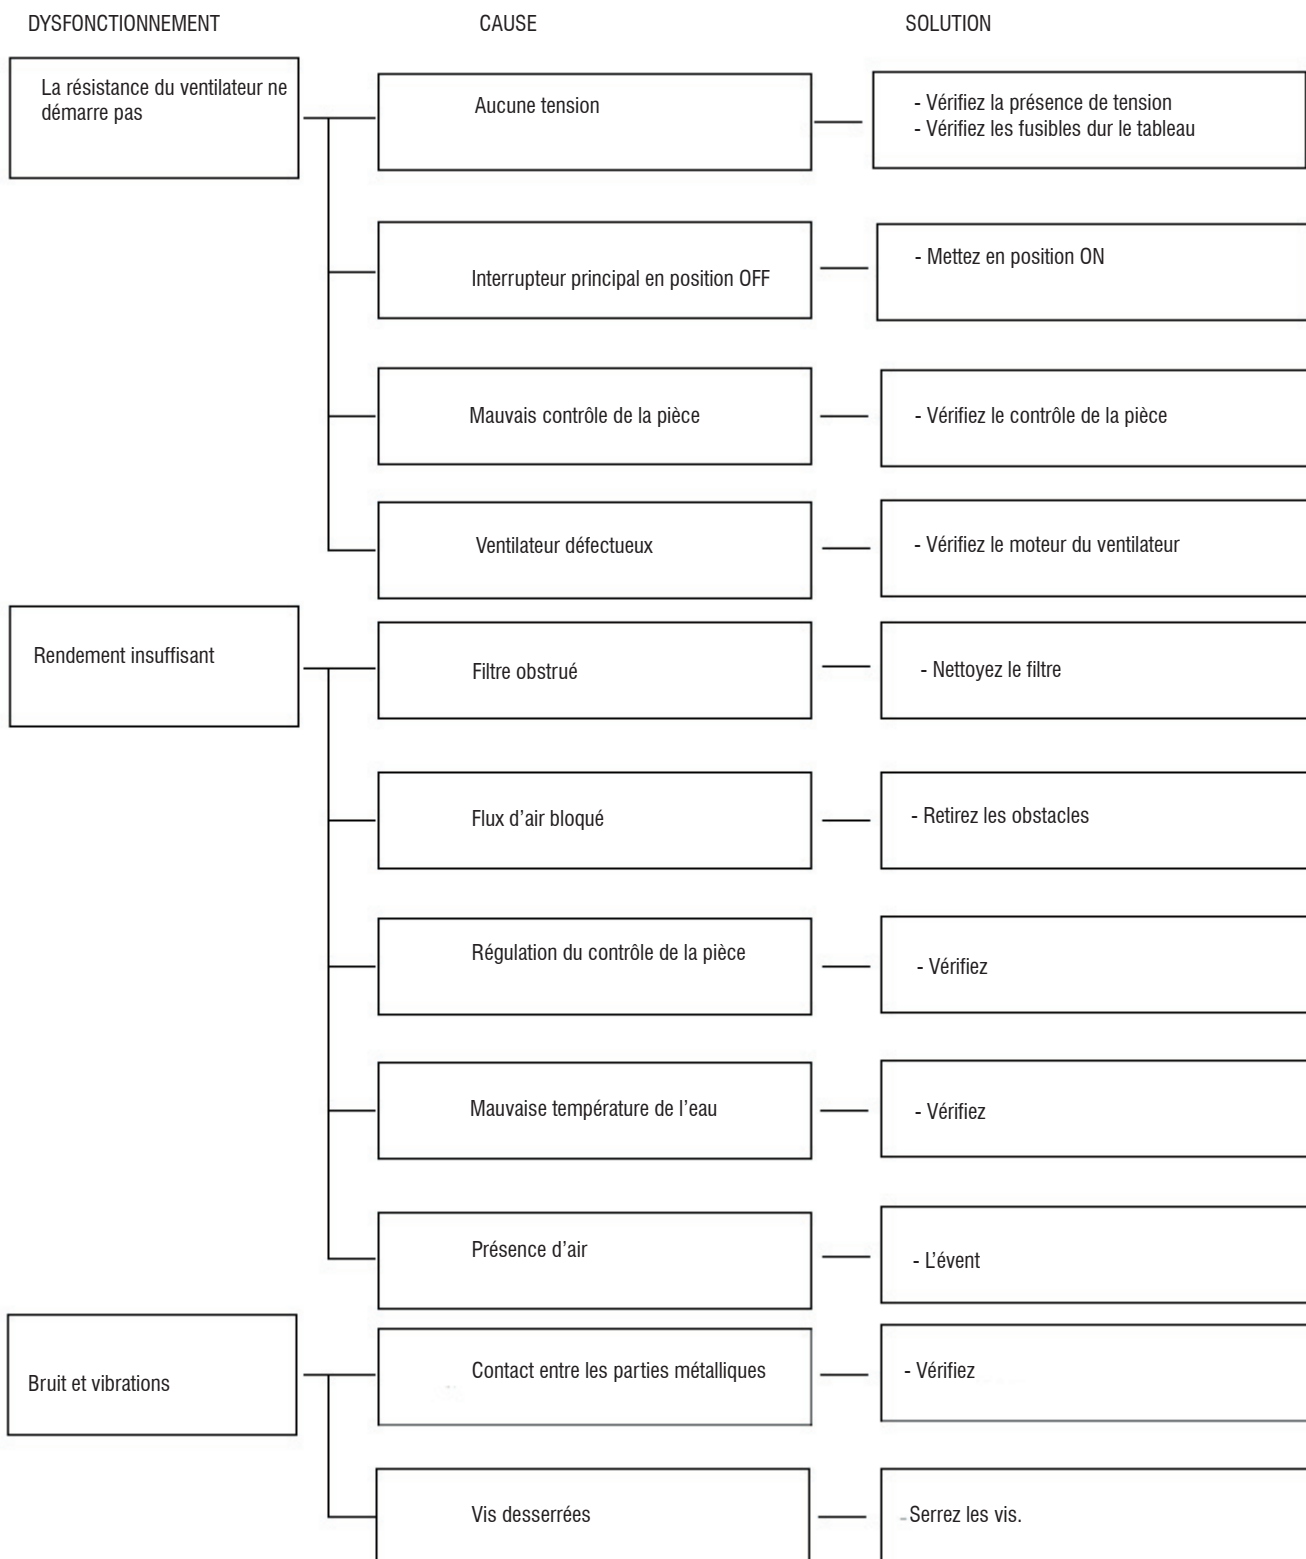 DYSFONCTIONNEMENT CAUSE SOLUTION
La résistance du ventilateur ne
démarre pas
Aucune tension
- Vérifiez la présence de tension
- Vérifiez les fusibles dur le tableau
Interrupteur principal en position OFF
- Mettez en position ON
Mauvais contrôle de la pièce
- Vérifiez le contrôle de la pièce
Ventilateur défectueux
- Vérifiez le moteur du ventilateur
Rendement insuffisant
Filtre obstrué
- Nettoyez le filtre
Flux d’air bloqué
- Retirez les obstacles
Régulation du contrôle de la pièce
- Vérifiez
Mauvaise température de l’eau
- Vérifiez
Présence d’air
- L’évent
Bruit et vibrations
Contact entre les parties métalliques
- Vérifiez
Vis desserrées
- Serrez les vis.